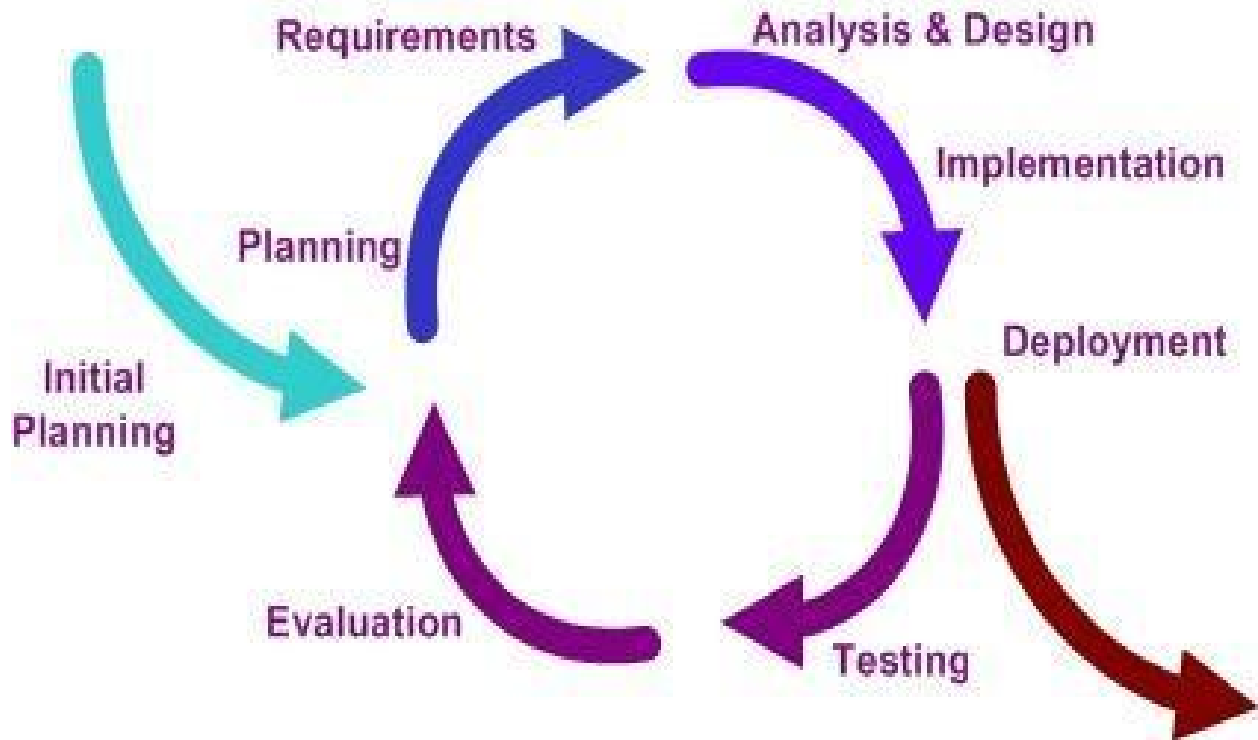 Requirements
Analysis & Design
Implementation
Planning
Deployment
Initial
Planning
Evaluation
Testing